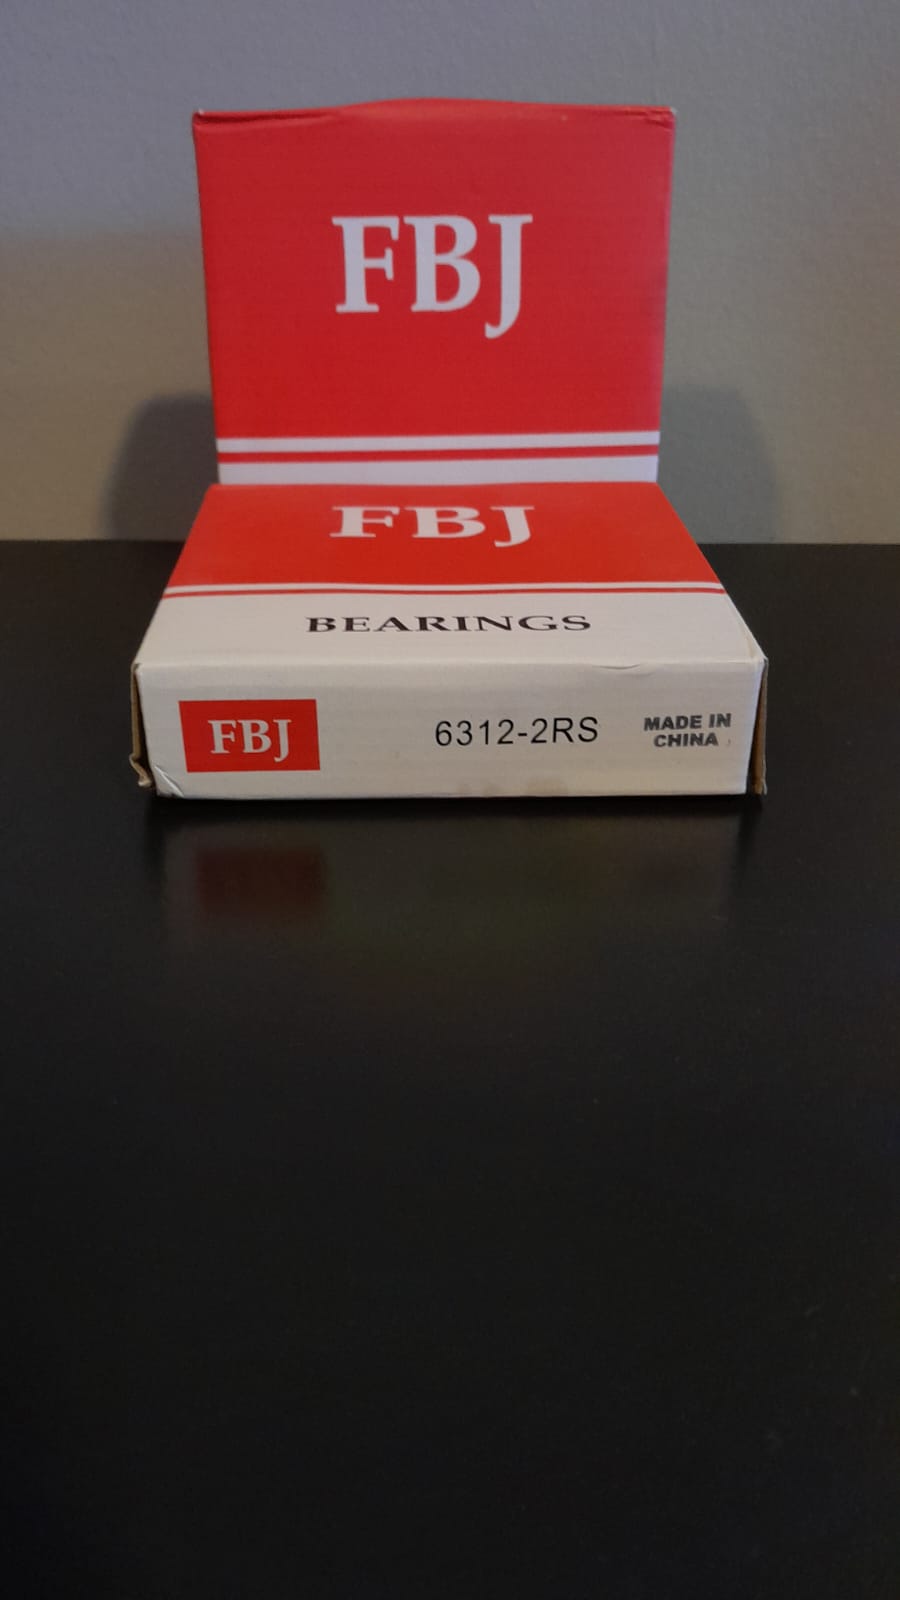 FBJ
FBJ
BEARINGS
FBJ
6312-2RS
MADE IN
CHINA